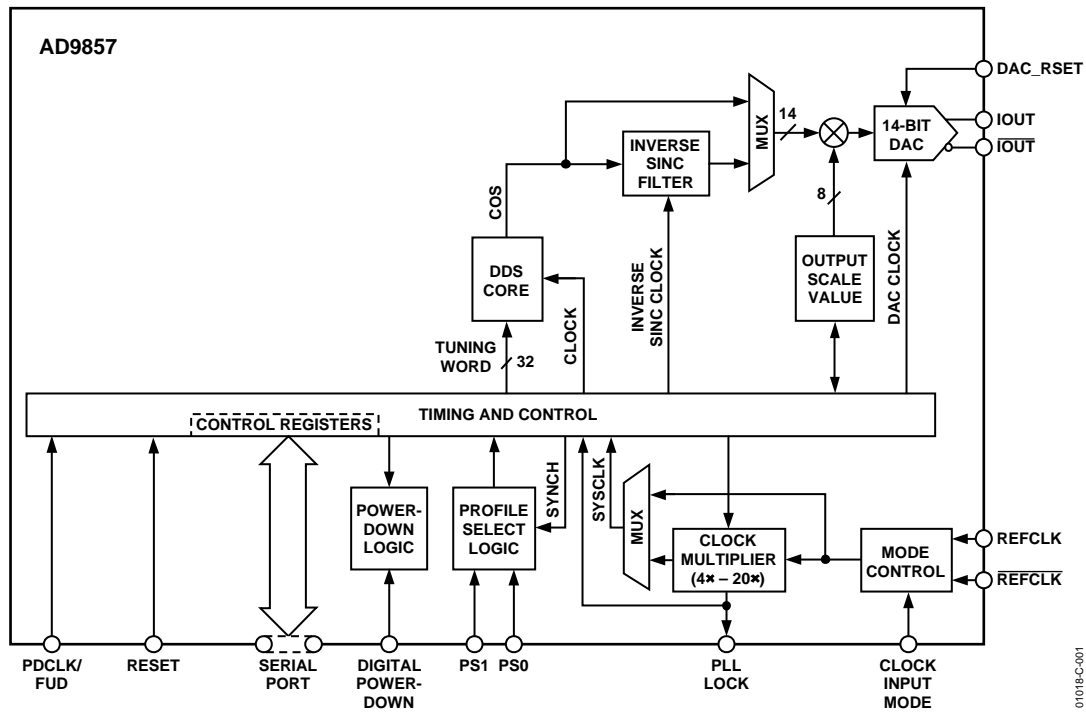 AD9857
DAC_RSET
14
MUX
14-BIT
DAC
IOUT
IOUT
INVERSE
SINC
FILTER
COS
8
DDS
CORE
CLOCK
INVERSE
SINC CLOCK
OUTPUT
SCALE
VALUE
DAC CLOCK
TUNING
WORD
32
TIMING AND CONTROL
CONTROL REGISTERS
POWER-
DOWN
LOGIC
PROFILE
SELECT
LOGIC
SYNCH
SYSCLK
MUX
CLOCK
MULTIPLIER
(4× – 20×)
MODE
CONTROL
REFCLK
REFCLK
PDCLK/
FUD
RESET
SERIAL
PORT
DIGITAL
POWER-
DOWN
PS1
PS0
PLL
LOCK
CLOCK
INPUT
MODE
01018-C-001